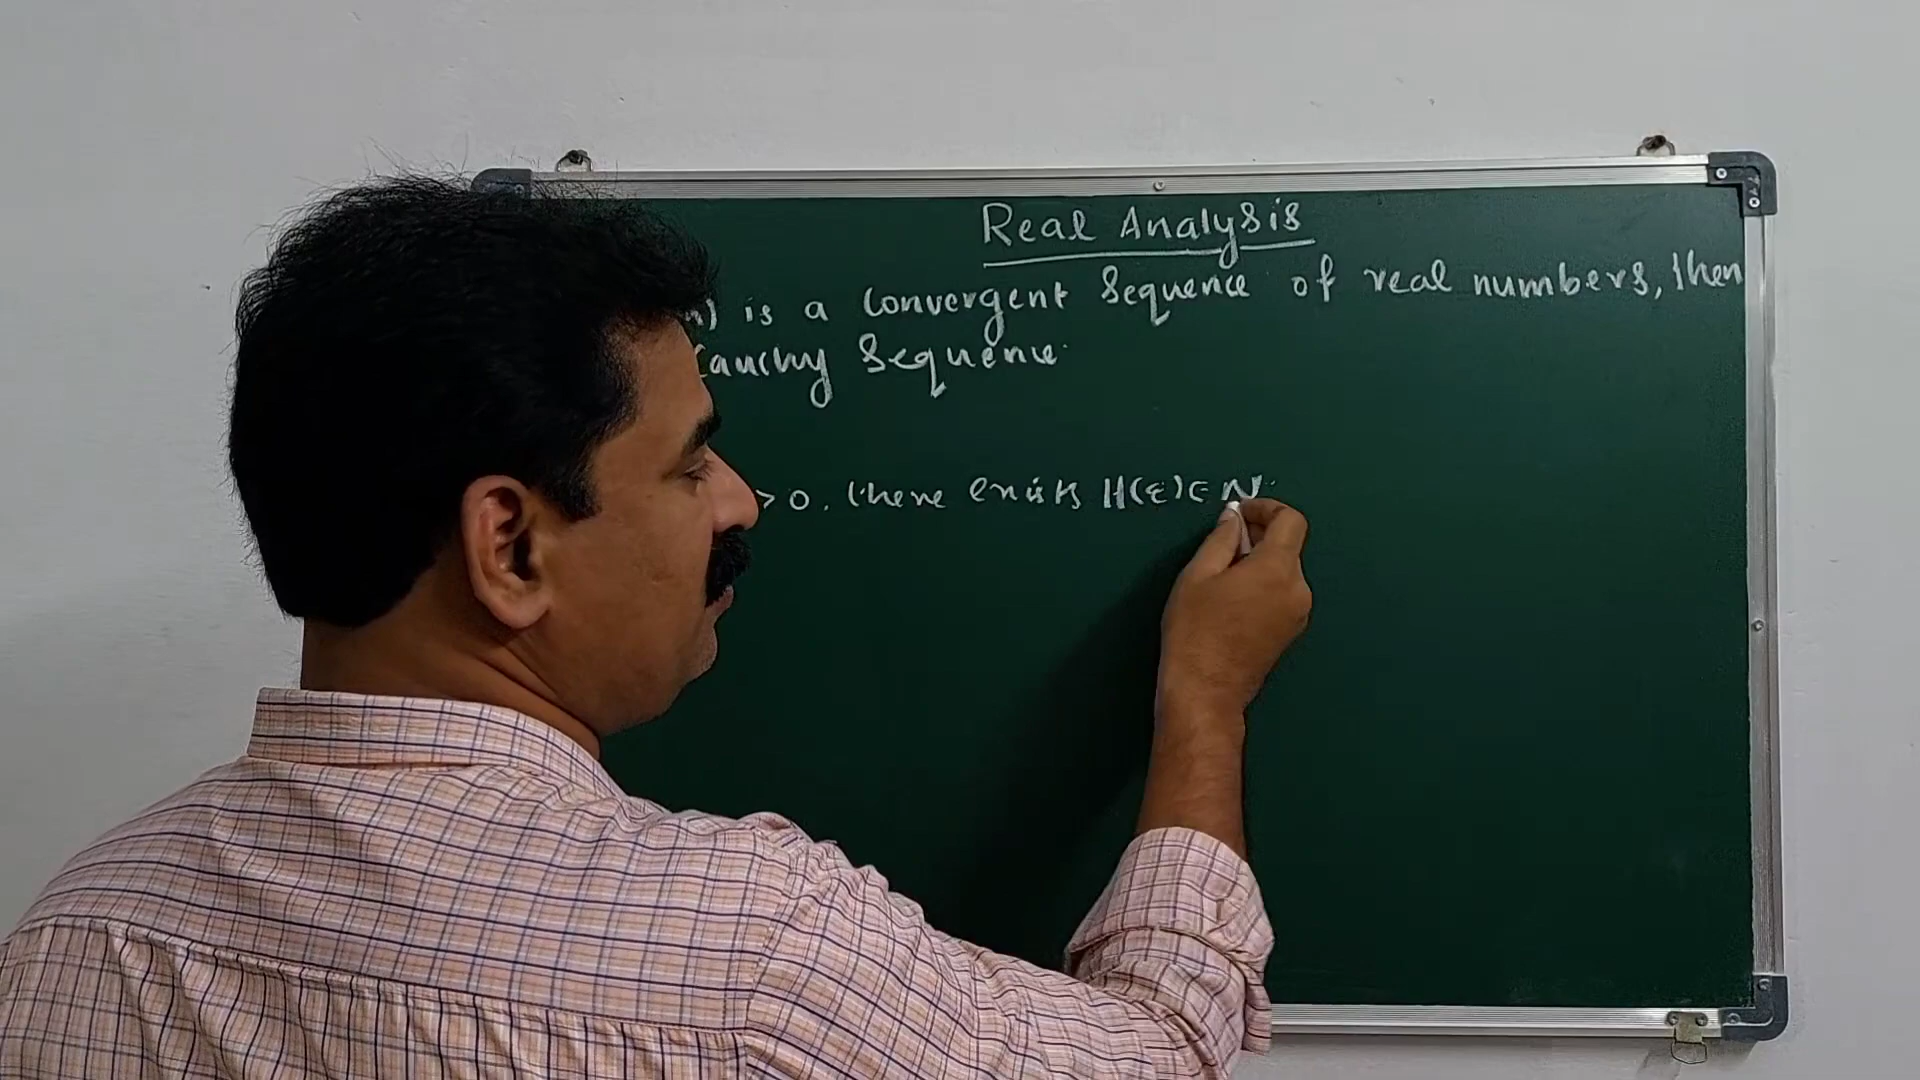 Real Analysis
is a Convergent Sequence of real numbers, then
Cauchy Sequence.
> 0, there exists H(ε) ∈ N